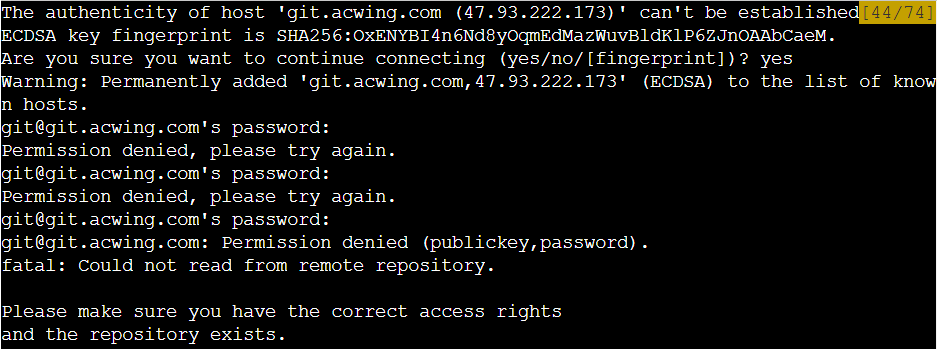 The authenticity of host 'git.acwing.com (47.93.222.173)' can't be established[44/74]
ECDSA key fingerprint is SHA256:OxENYBI4n6Nd8yOqmEdMazWuvBldKlP6ZJnOAAbCaeM.
Are you sure you want to continue connecting (yes/no/[fingerprint])? yes
Warning: Permanently added 'git.acwing.com,47.93.222.173' (ECDSA) to the list of know
n hosts.
git@git.acwing.com's password:
Permission denied, please try again.
git@git.acwing.com's password:
Permission denied, please try again.
git@git.acwing.com's password:
git@git.acwing.com: Permission denied (publickey,password).
fatal: Could not read from remote repository.

Please make sure you have the correct access rights
and the repository exists.